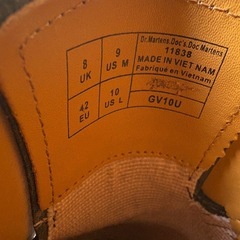 8 UK
9 US M
42 EU
10 US L
Dr. Martens, Doc's, Doc Martens
11838
MADE IN VIET NAM
Fabriqué en Vietnam
GV10U